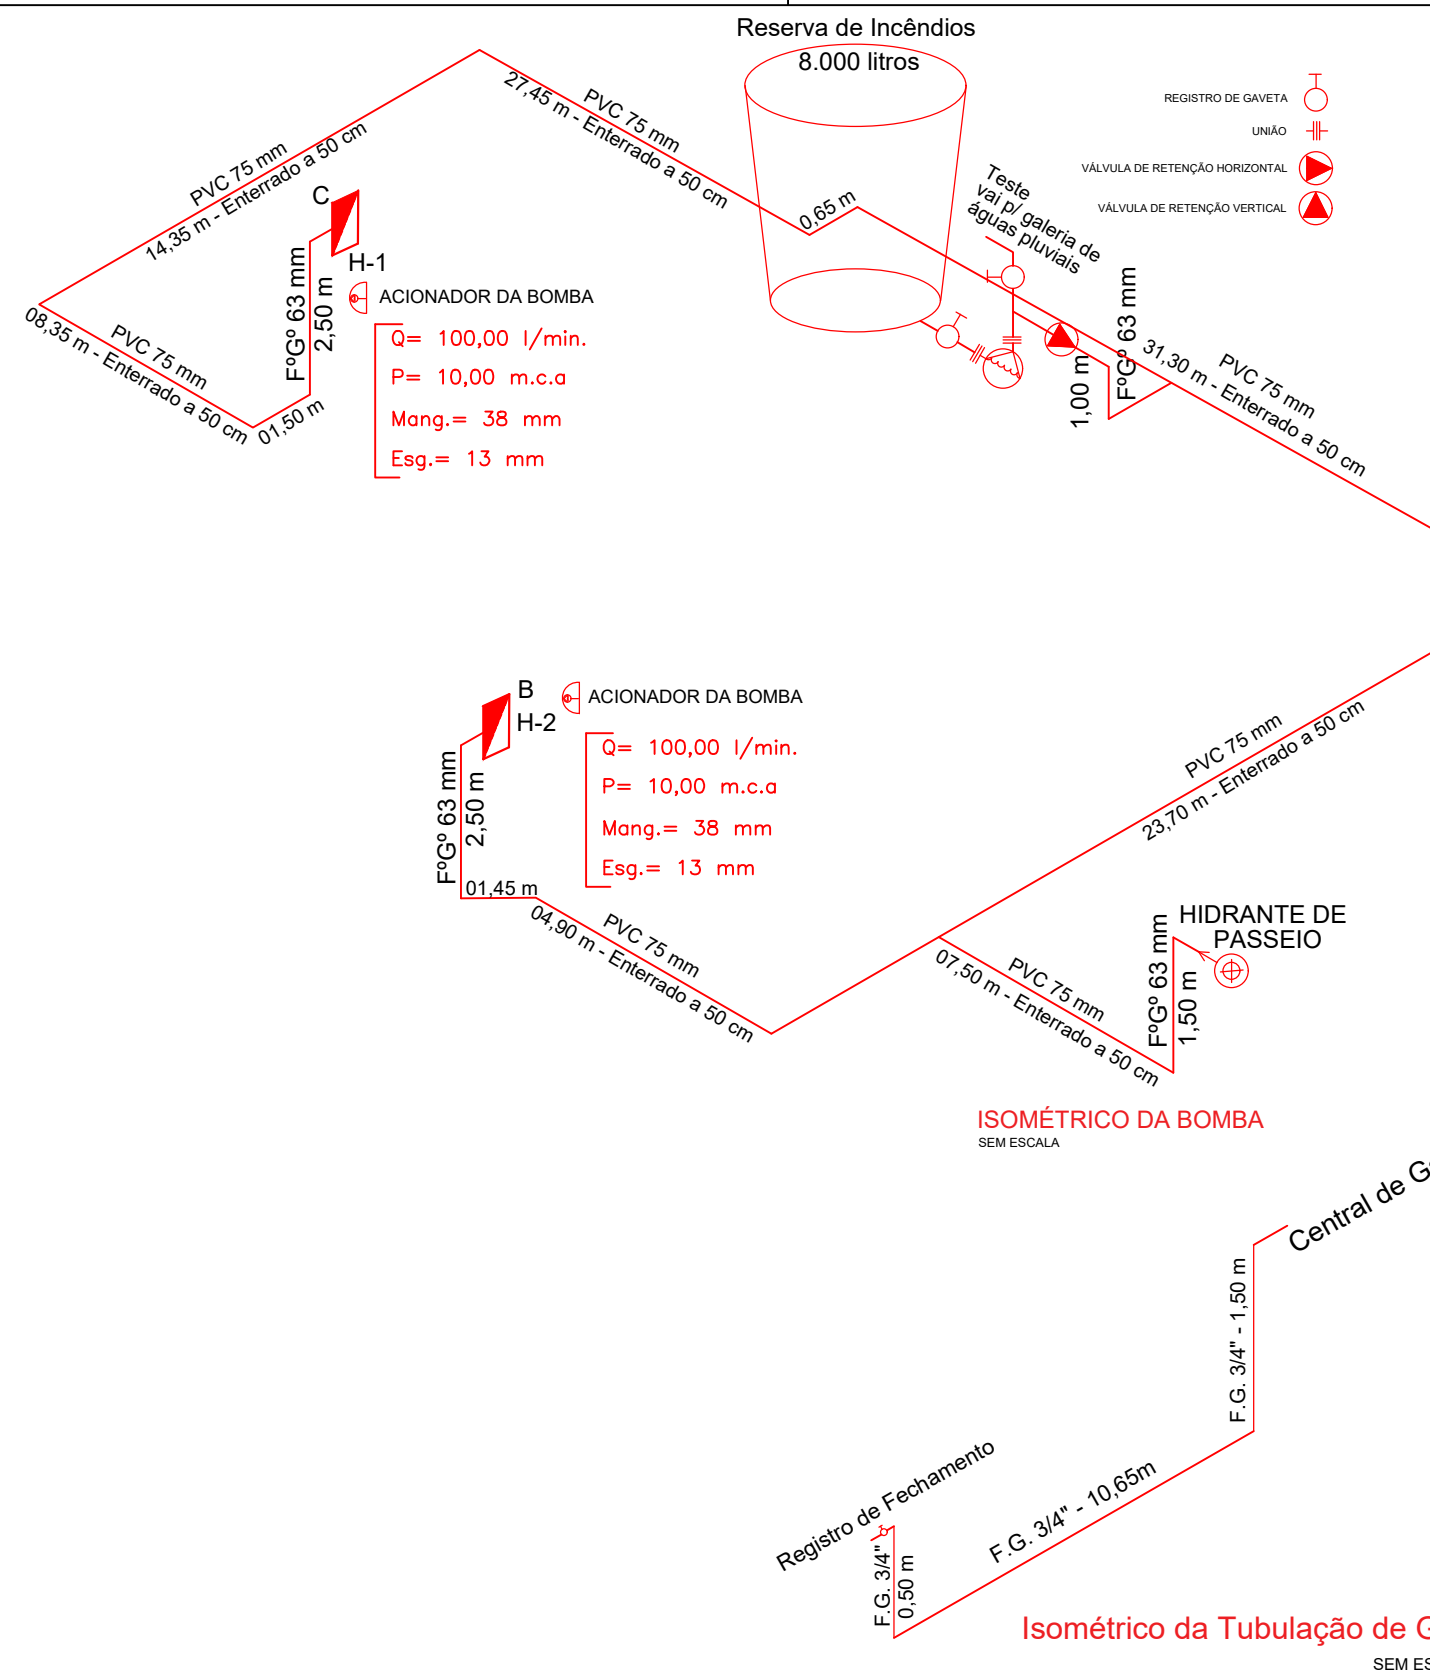 Reserva de Incêndios
8.000 litros
REGISTRO DE GAVETA
UNIÃO
VÁLVULA DE RETENÇÃO HORIZONTAL
VÁLVULA DE RETENÇÃO VERTICAL
PVC 75 mm
27,45 m - Enterrado a 50 cm
PVC 75 mm
14,35 m - Enterrado a 50 cm
0,65 m
Teste
vai p/ galeria de
águas pluviais
C
H-1
FºGº 63 mm
2,50 m
ACIONADOR DA BOMBA
Q= 100,00 l/min.
P= 10,00 m.c.a
Mang.= 38 mm
Esg.= 13 mm
PVC 75 mm
08,35 m - Enterrado a 50 cm
01,50 m
FºGº 63 mm
1,00 m
PVC 75 mm
31,30 m - Enterrado a 50 cm
B
H-2
ACIONADOR DA BOMBA
FºGº 63 mm
2,50 m
Q= 100,00 l/min.
P= 10,00 m.c.a
Mang.= 38 mm
Esg.= 13 mm
01,45 m
PVC 75 mm
04,90 m - Enterrado a 50 cm
PVC 75 mm
23,70 m - Enterrado a 50 cm
HIDRANTE DE
PASSEIO
FºGº 63 mm
1,50 m
PVC 75 mm
07,50 m - Enterrado a 50 cm
ISOMÉTRICO DA BOMBA
SEM ESCALA
Central de G
F.G. 3/4" - 1,50 m
F.G. 3/4" - 10,65m
Registro de Fechamento
F.G. 3/4"
0,50 m
Isométrico da Tubulação de G
SEM ES